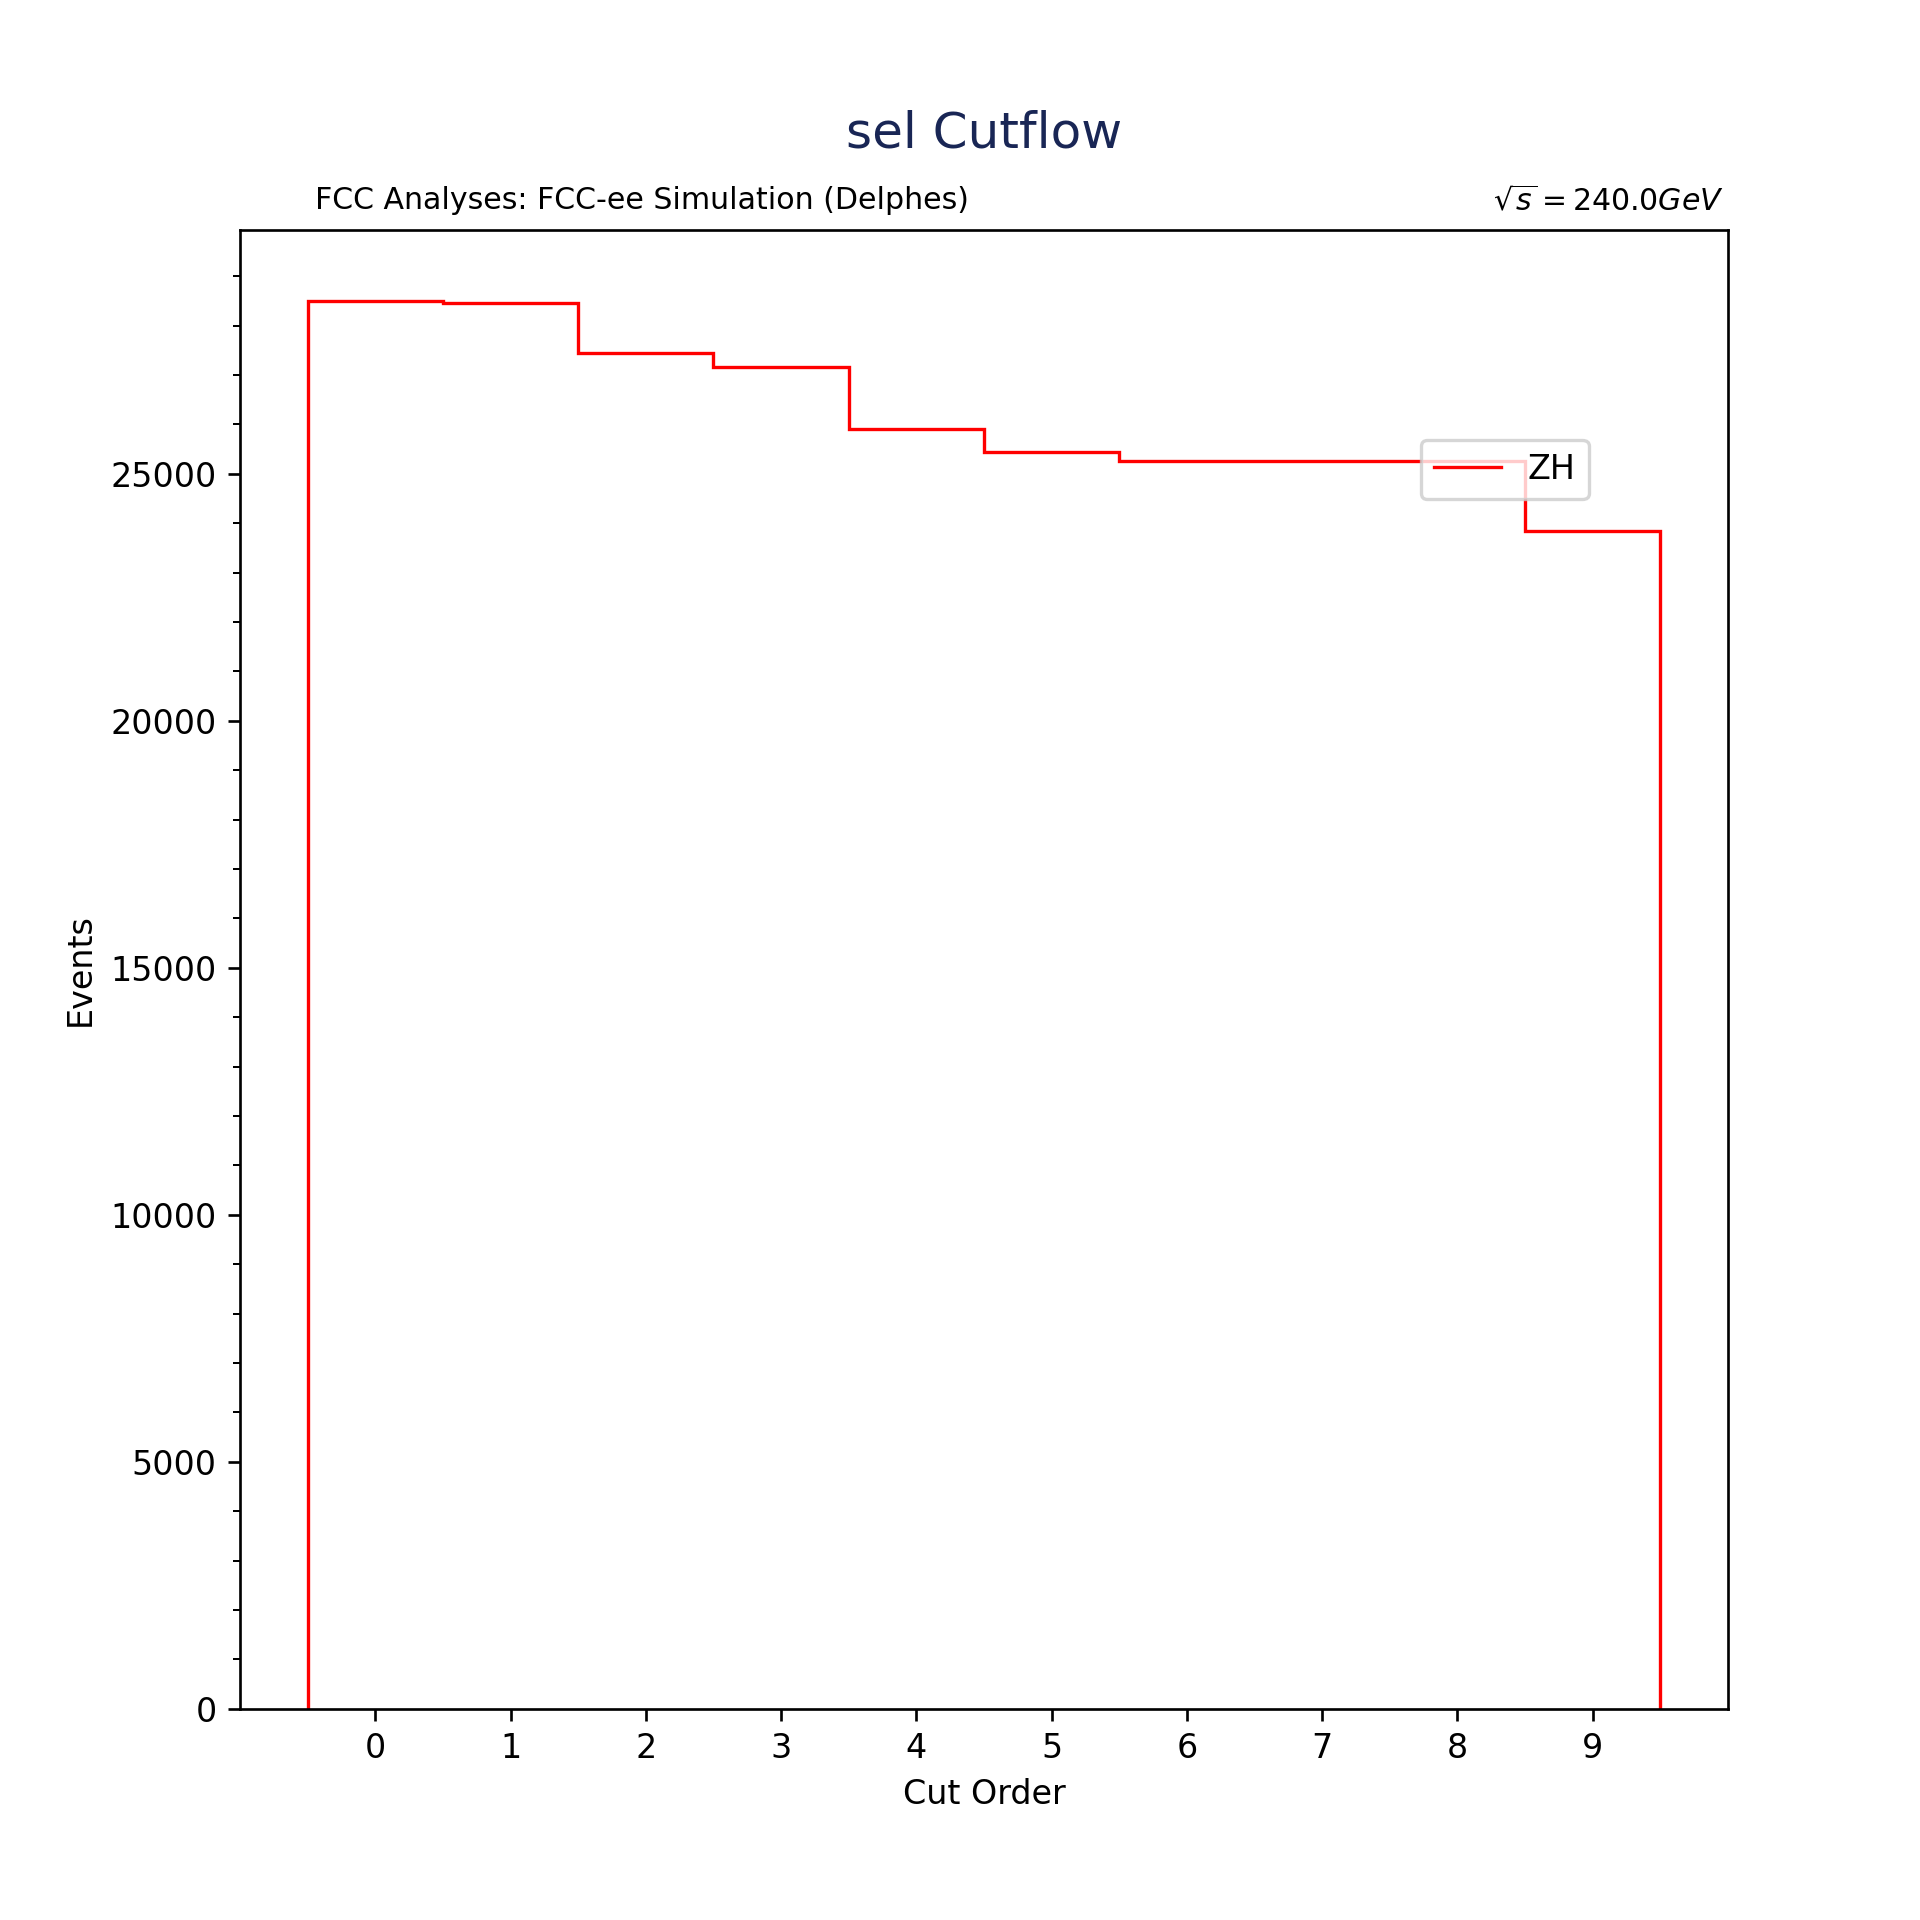 sel Cutflow
FCC Analyses: FCC-ee Simulation (Delphes)
√s = 240.0GeV
ZH
25000
20000
15000
10000
5000
0
Events
0 1 2 3 4 5 6 7 8 9
Cut Order